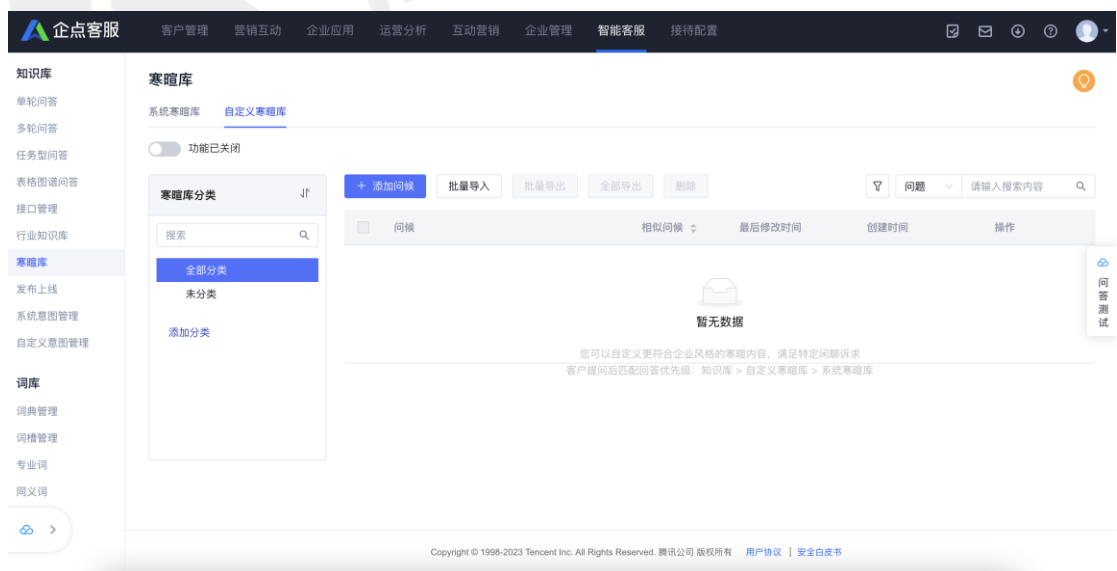 企点客服 客户管理 营销互动 企业应用 运营分析 互动营销 企业管理 智能客服 接待配置
知识库
单轮问答
多轮问答
任务型问答
表格图谱问答
接口管理
行业知识库
寒暄库
发布上线
系统意图管理
自定义意图管理
词库
词典管理
词槽管理
专业词
同义词
寒暄库
系统寒暄库 自定义寒暄库
功能已关闭
寒暄库分类
搜索
全部分类
未分类
添加分类
+ 添加问候 批量导入 批量导出 全部导出 删除 问题 请输入搜索内容
问候 相似问候 最后修改时间 创建时间 操作
暂无数据
您可以自定义更符合企业风格的寒暄内容，满足特定闲聊诉求
客户提问后匹配回答优先级：知识库 > 自定义寒暄库 > 系统寒暄库
问答测试
Copyright © 1998-2023 Tencent Inc. All Rights Reserved. 腾讯公司 版权所有 用户协议 | 安全白皮书